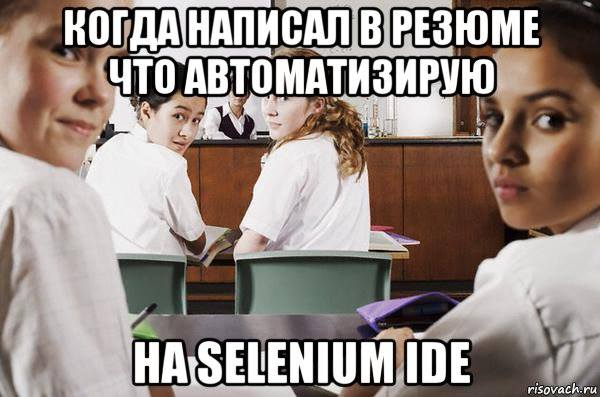 КОГДА НАПИСАЛ В РЕЗЮМЕ
ЧТО АВТОМАТИЗИРУЮ
НА SELENIUM IDE
risovach.ru